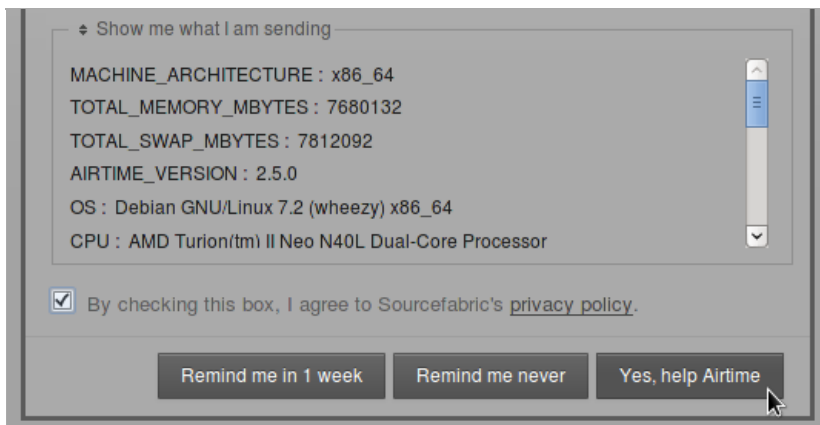 Show me what I am sending
MACHINE_ARCHITECTURE : x86_64
TOTAL_MEMORY_MBYTES : 7680132
TOTAL_SWAP_MBYTES : 7812092
AIRTIME_VERSION : 2.5.0
OS : Debian GNU/Linux 7.2 (wheezy) x86_64
CPU : AMD Turion(tm) II Neo N40L Dual-Core Processor
By checking this box, I agree to Sourcefabric's privacy policy.
Remind me in 1 week Remind me never Yes, help Airtime